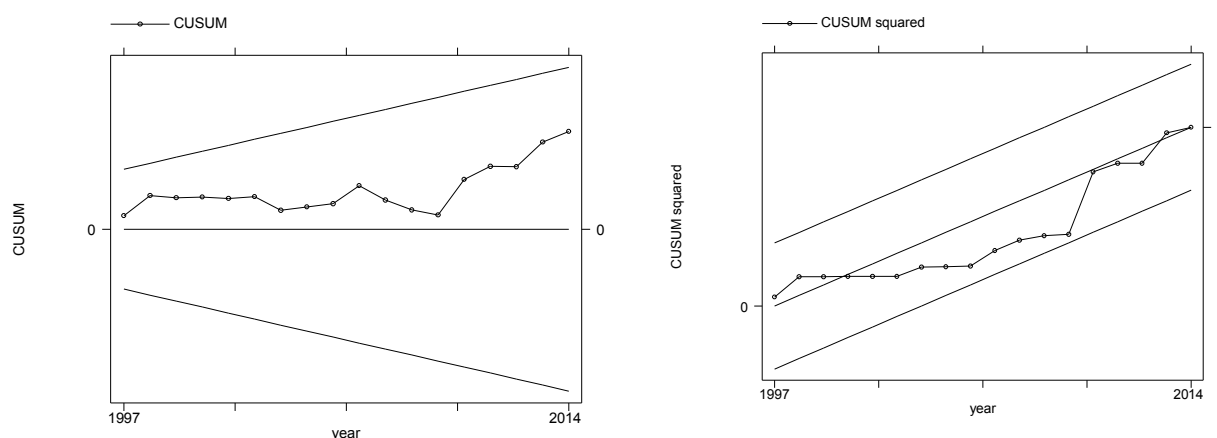 CUSUM
CUSUM
0
0
1997
2014
year
CUSUM squared
CUSUM squared
0
1997
2014
year